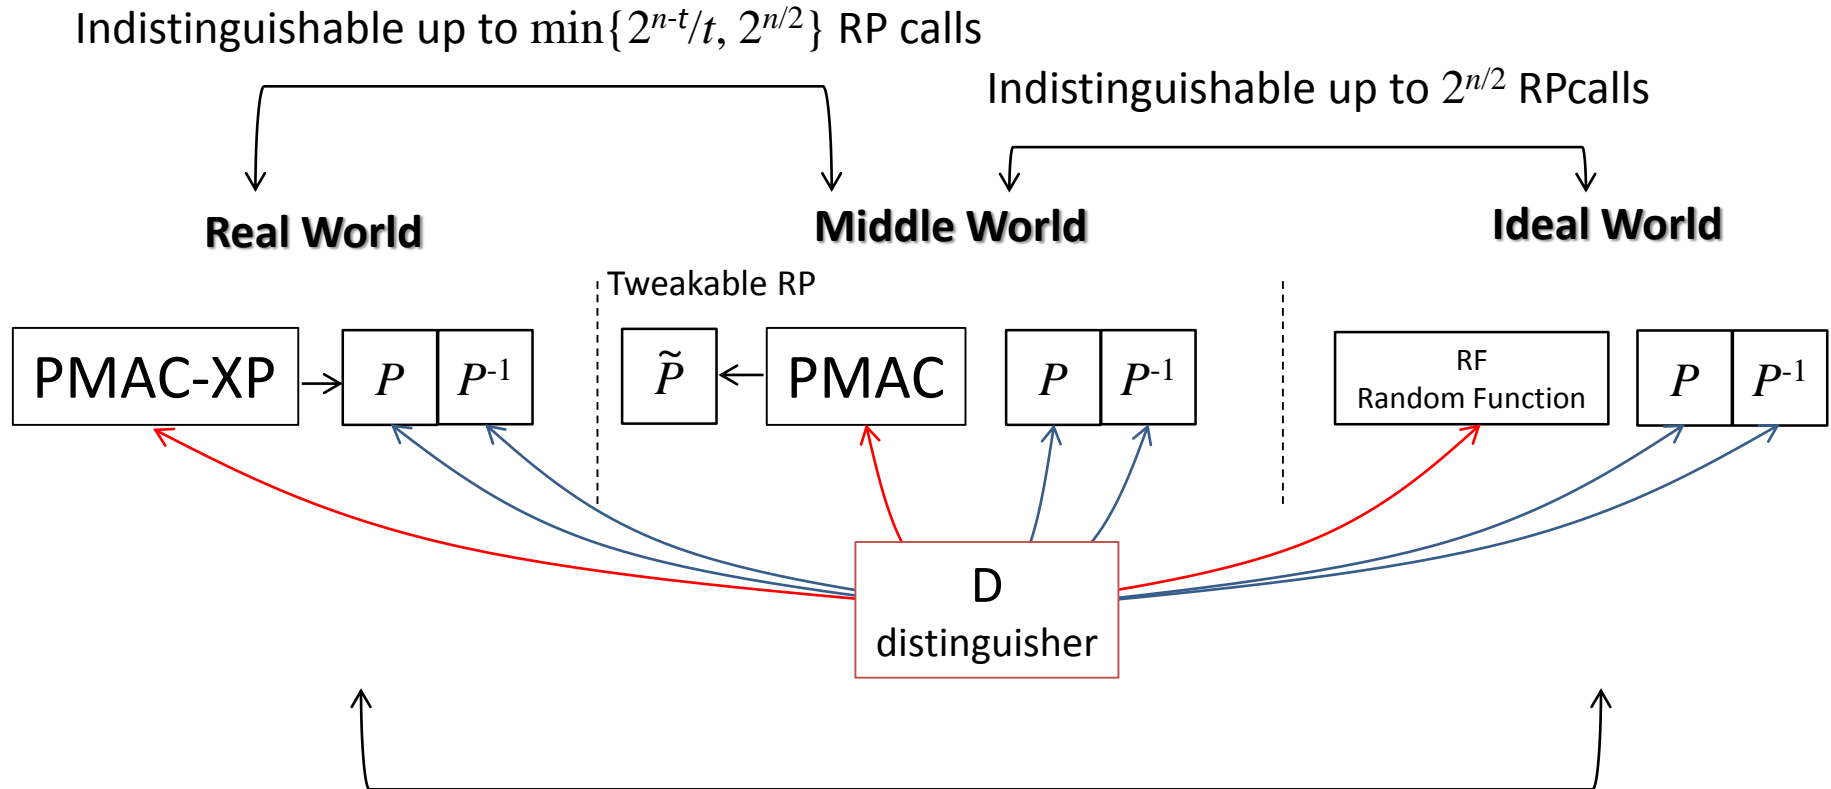 Indistinguishable up to min{2^{n-t}/t, 2^{n/2}} RP calls
Indistinguishable up to 2^{n/2} RPcalls
Real World
Middle World
Ideal World
Tweakable RP
PMAC-XP
P
P^{-1}
P̃
PMAC
P
P^{-1}
RF
Random Function
P
P^{-1}
D
distinguisher